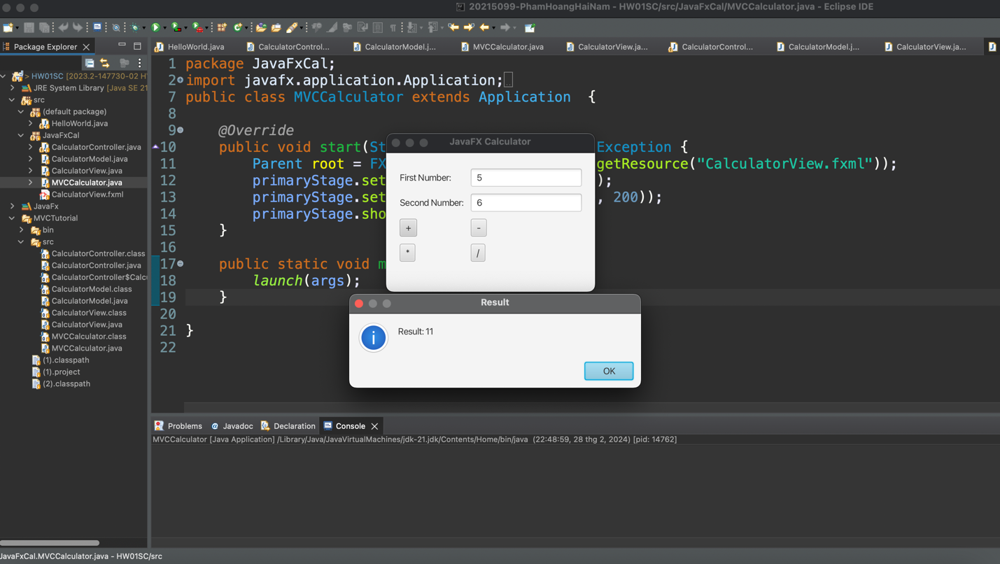 20215099-PhamHoangHaiNam - HW01SC/src/JavaFxCal/MVCCalculator.java - Eclipse IDE
Package Explorer
HelloWorld.java
CalculatorControl...
CalculatorModel.j...
MVCCalculator.java
CalculatorView.ja...
CalculatorControl...
CalculatorModel.j...
CalculatorView.ja...
> HW01SC [2023.2-147730-02 H
JRE System Library [Java SE 21
src
(default package)
HelloWorld.java
JavaFxCal
CalculatorController.java
CalculatorModel.java
CalculatorView.java
MVCCalculator.java
CalculatorView.fxml
JavaFx
MVCTutorial
bin
src
CalculatorController.class
CalculatorController.java
CalculatorController$Calcu
CalculatorModel.class
CalculatorModel.java
CalculatorView.class
CalculatorView.java
MVCCalculator.class
MVCCalculator.java
(1).classpath
(1).project
(2).classpath
1 package JavaFxCal;
2 import javafx.application.Application;
7 public class MVCCalculator extends Application {
8
9 @Override
10 public void start(St Exception {
11 Parent root = FX getResource("CalculatorView.fxml"));
12 primaryStage.set );
13 primaryStage.set , 200));
14 primaryStage.sho
15 }
16
17 public static void m
18 launch(args);
19 }
20
21 }
22
JavaFX Calculator
First Number: 5
Second Number: 6
+ -
* /
Result
Result: 11
OK
Problems Javadoc Declaration Console
MVCCalculator [Java Application] /Library/Java/JavaVirtualMachines/jdk-21.jdk/Contents/Home/bin/java (22:48:59, 28 thg 2, 2024) [pid: 14762]
JavaFxCal.MVCCalculator.java - HW01SC/src